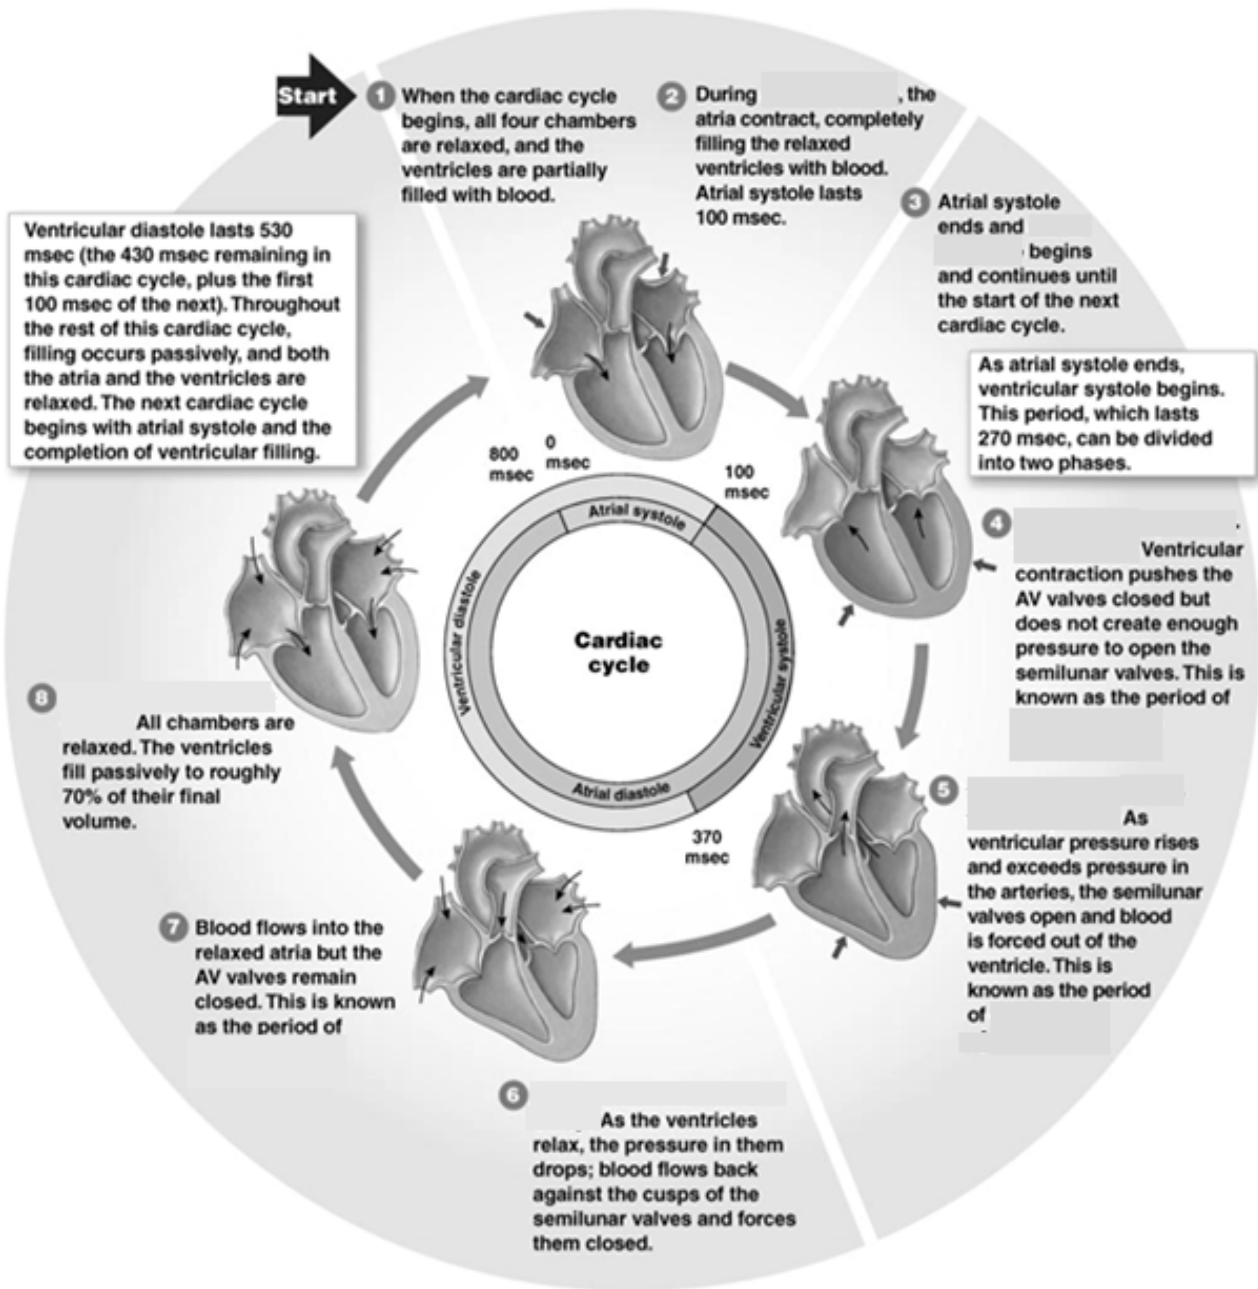 Start
1
When the cardiac cycle
begins, all four chambers
are relaxed, and the
ventricles are partially
filled with blood.
2
During , the
atria contract, completely
filling the relaxed
ventricles with blood.
Atrial systole lasts
100 msec.
3
Atrial systole
ends and
begins
and continues until
the start of the next
cardiac cycle.
Ventricular diastole lasts 530
msec (the 430 msec remaining in
this cardiac cycle, plus the first
100 msec of the next). Throughout
the rest of this cardiac cycle,
filling occurs passively, and both
the atria and the ventricles are
relaxed. The next cardiac cycle
begins with atrial systole and the
completion of ventricular filling.
As atrial systole ends,
ventricular systole begins.
This period, which lasts
270 msec, can be divided
into two phases.
800
msec
0
msec
100
msec
Atrial systole
Ventricular diastole
Cardiac
cycle
Ventricular systole
Atrial diastole
370
msec
4
.
Ventricular
contraction pushes the
AV valves closed but
does not create enough
pressure to open the
semilunar valves. This is
known as the period of
5
As
ventricular pressure rises
and exceeds pressure in
the arteries, the semilunar
valves open and blood
is forced out of the
ventricle. This is
known as the period
of
6
As the ventricles
relax, the pressure in them
drops; blood flows back
against the cusps of the
semilunar valves and forces
them closed.
7
Blood flows into the
relaxed atria but the
AV valves remain
closed. This is known
as the period of
8
All chambers are
relaxed. The ventricles
fill passively to roughly
70% of their final
volume.